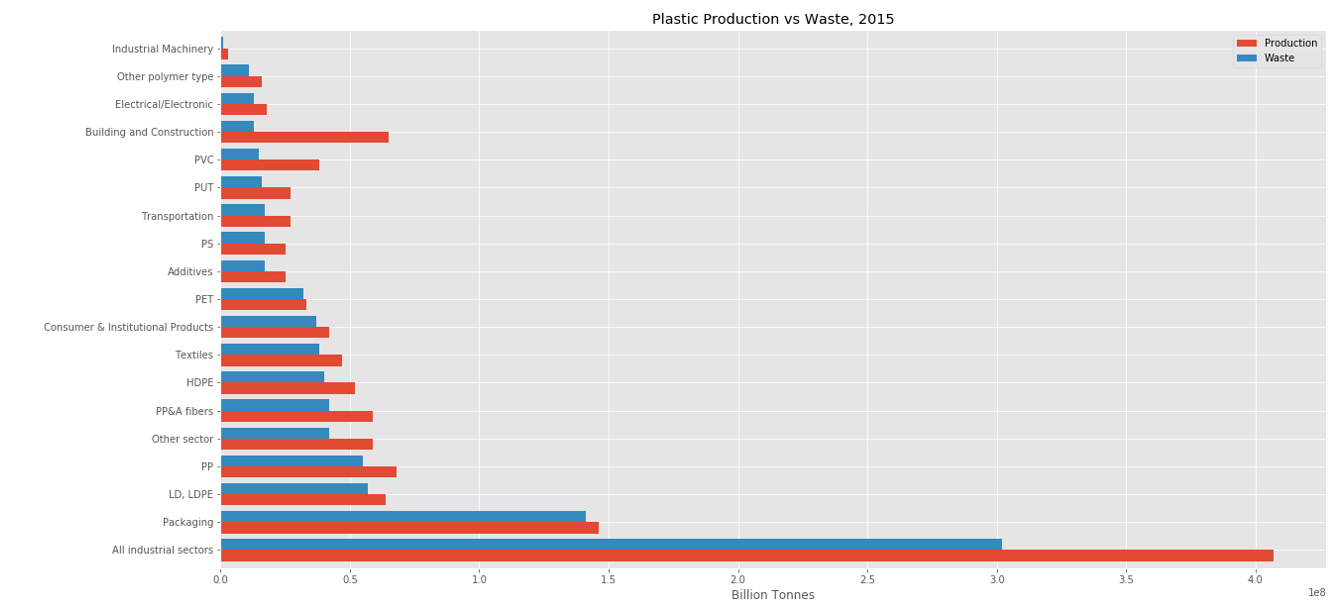 Plastic Production vs Waste, 2015
Production
Waste
Industrial Machinery
Other polymer type
Electrical/Electronic
Building and Construction
PVC
PUT
Transportation
PS
Additives
PET
Consumer & Institutional Products
Textiles
HDPE
PP&A fibers
Other sector
PP
LD, LDPE
Packaging
All industrial sectors
0.0 0.5 1.0 1.5 2.0 2.5 3.0 3.5 4.0
1e8
Billion Tonnes